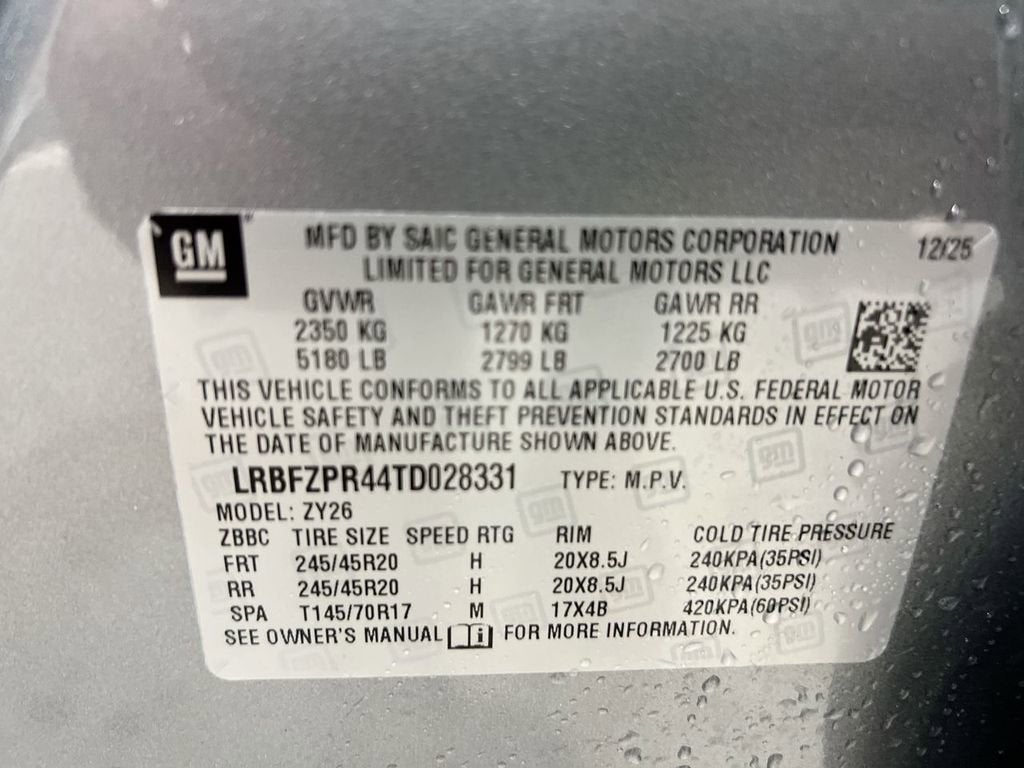 GM
MFD BY SAIC GENERAL MOTORS CORPORATION 12/25
LIMITED FOR GENERAL MOTORS LLC
GVWR GAWR FRT GAWR RR
2350 KG 1270 KG 1225 KG
5180 LB 2799 LB 2700 LB
THIS VEHICLE CONFORMS TO ALL APPLICABLE U.S. FEDERAL MOTOR
VEHICLE SAFETY AND THEFT PREVENTION STANDARDS IN EFFECT ON
THE DATE OF MANUFACTURE SHOWN ABOVE.
LRBFZPR44TD028331 TYPE: M.P.V.
MODEL: ZY26
ZBBC TIRE SIZE SPEED RTG RIM COLD TIRE PRESSURE
FRT 245/45R20 H 20X8.5J 240KPA(35PSI)
RR 245/45R20 H 20X8.5J 240KPA(35PSI)
SPA T145/70R17 M 17X4B 420KPA(60PSI)
SEE OWNER'S MANUAL FOR MORE INFORMATION.